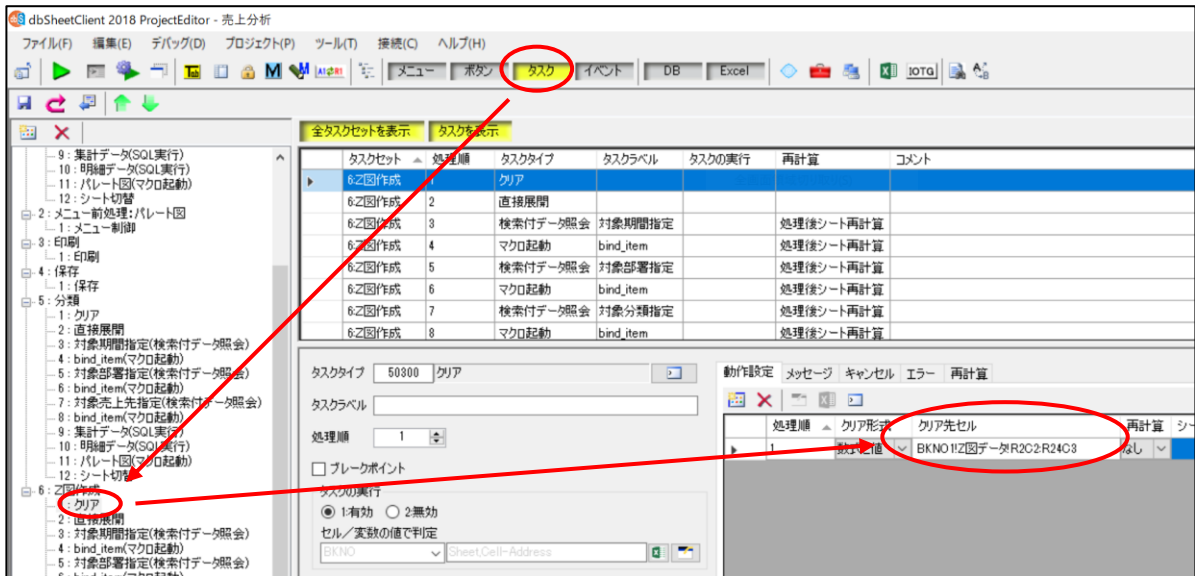 dbSheetClient 2018 ProjectEditor - 売上分析
ファイル(F) 編集(E) デバッグ(D) プロジェクト(P) ツール(T) 接続(C) ヘルプ(H)
メニュー ボタン タスク イベント DB Excel IOTG
全タスクセットを表示 タスクを表示
9 : 集計データ(SQL実行)
10 : 明細データ(SQL実行)
11 : パレート図(マクロ起動)
12 : シート切替
2 : メニュー前処理:パレート図
1 : メニュー制御
3 : 印刷
1 : 印刷
4 : 保存
1 : 保存
5 : 分類
1 : クリア
2 : 直接展開
3 : 対象期間指定(検索付データ照会)
4 : bind_item(マクロ起動)
5 : 対象部署指定(検索付データ照会)
6 : bind_item(マクロ起動)
7 : 対象売上先指定(検索付データ照会)
8 : bind_item(マクロ起動)
9 : 集計データ(SQL実行)
10 : 明細データ(SQL実行)
11 : パレート図(マクロ起動)
12 : シート切替
6 : Z図作成
1 : クリア
2 : 直接展開
3 : 対象期間指定(検索付データ照会)
4 : bind_item(マクロ起動)
5 : 対象部署指定(検索付データ照会)
タスクセット 処理順 タスクタイプ タスクラベル タスクの実行 再計算 コメント
6:Z図作成 1 クリア
6:Z図作成 2 直接展開
6:Z図作成 3 検索付データ照会 対象期間指定 処理後シート再計算
6:Z図作成 4 マクロ起動 bind_item 処理後シート再計算
6:Z図作成 5 検索付データ照会 対象部署指定 処理後シート再計算
6:Z図作成 6 マクロ起動 bind_item 処理後シート再計算
6:Z図作成 7 検索付データ照会 対象分類指定 処理後シート再計算
6:Z図作成 8 マクロ起動 bind_item 処理後シート再計算
タスクタイプ 50300 クリア
タスクラベル
処理順 1
ブレークポイント
タスクの実行
1:有効 2:無効
セル/変数の値で判定
BKNO Sheet,Cell-Address
動作設定 メッセージ キャンセル エラー 再計算
処理順 クリア形式 クリア先セル 再計算 シー
1 数式と値 BKNO1!Z図データ!R2C2:R24C3 なし